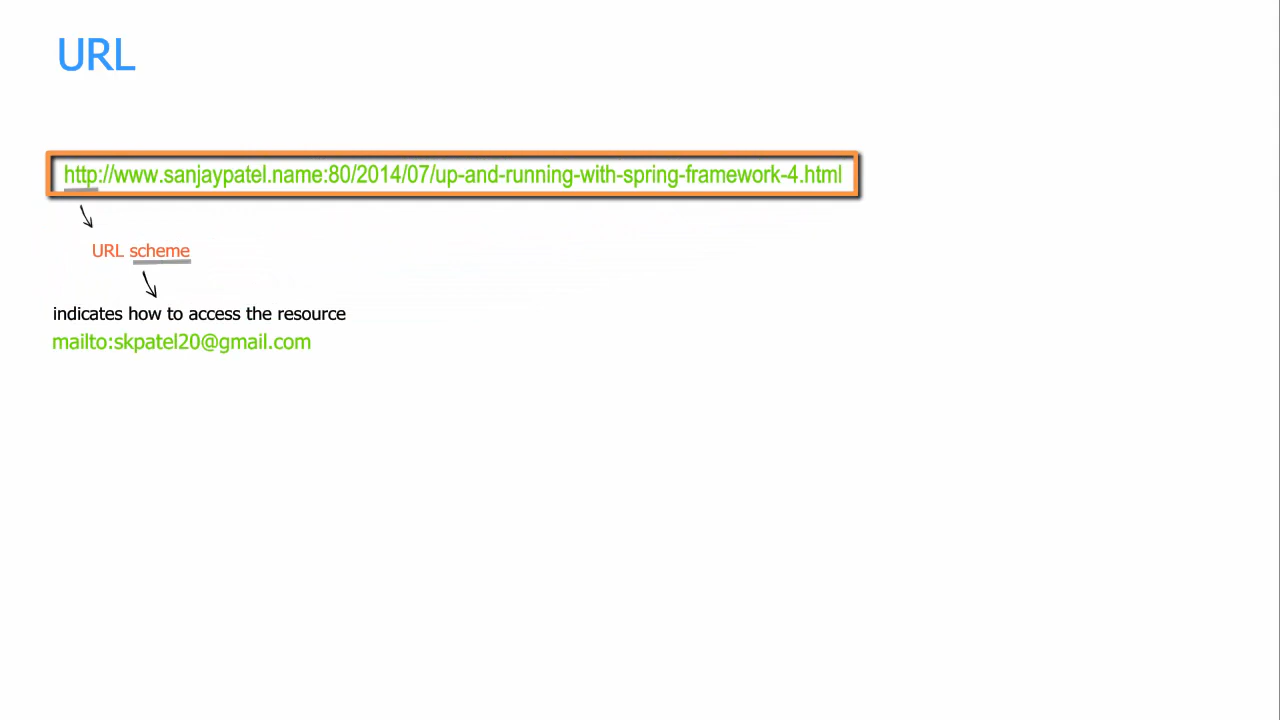 URL
http://www.sanjaypatel.name:80/2014/07/up-and-running-with-spring-framework-4.html
URL scheme
indicates how to access the resource
mailto:skpatel20@gmail.com